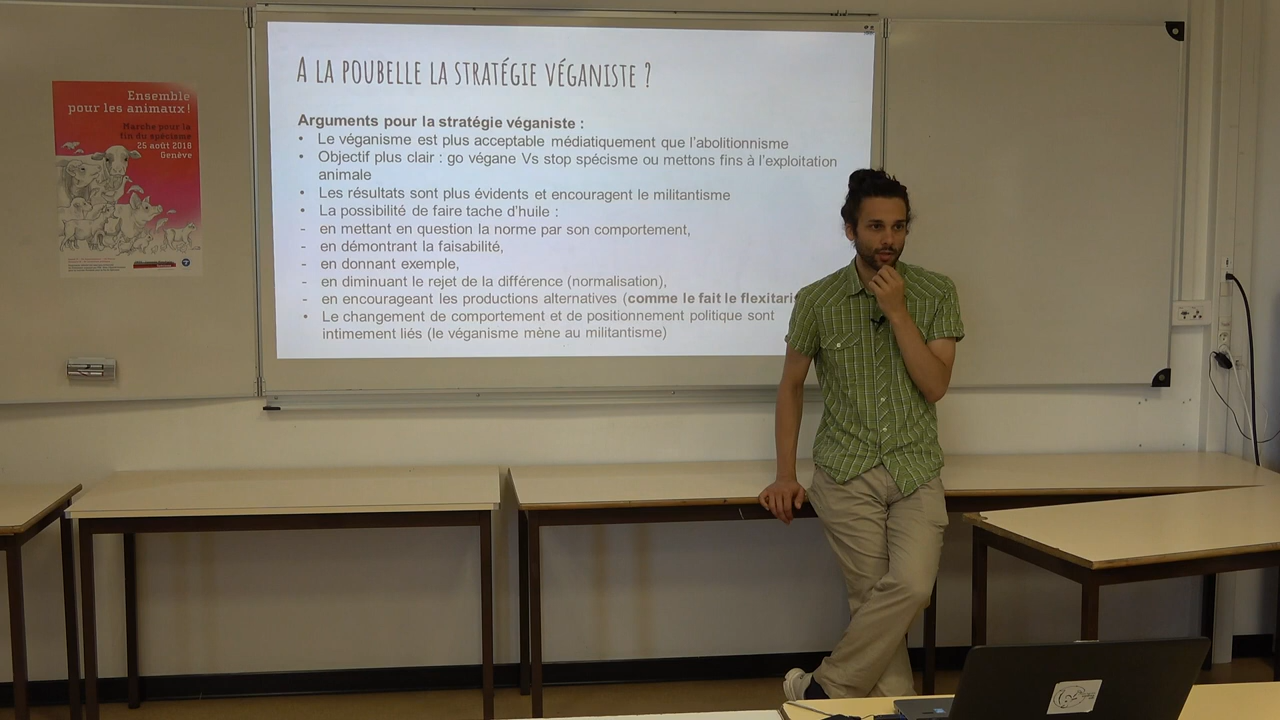 Ensemble
pour les animaux!
Marche pour la
fin du spécisme
25 août 2018
Genève
A LA POUBELLE LA STRATÉGIE VÉGANISTE ?
Arguments pour la stratégie véganiste :
• Le véganisme est plus acceptable médiatiquement que l'abolitionnisme
• Objectif plus clair : go végane Vs stop spécisme ou mettons fins à l'exploitation
animale
• Les résultats sont plus évidents et encouragent le militantisme
• La possibilité de faire tache d'huile :
- en mettant en question la norme par son comportement,
- en démontrant la faisabilité,
- en donnant exemple,
- en diminuant le rejet de la différence (normalisation),
- en encourageant les productions alternatives (comme le fait le flexitaris
• Le changement de comportement et de positionnement politique sont
intimement liés (le véganisme mène au militantisme)